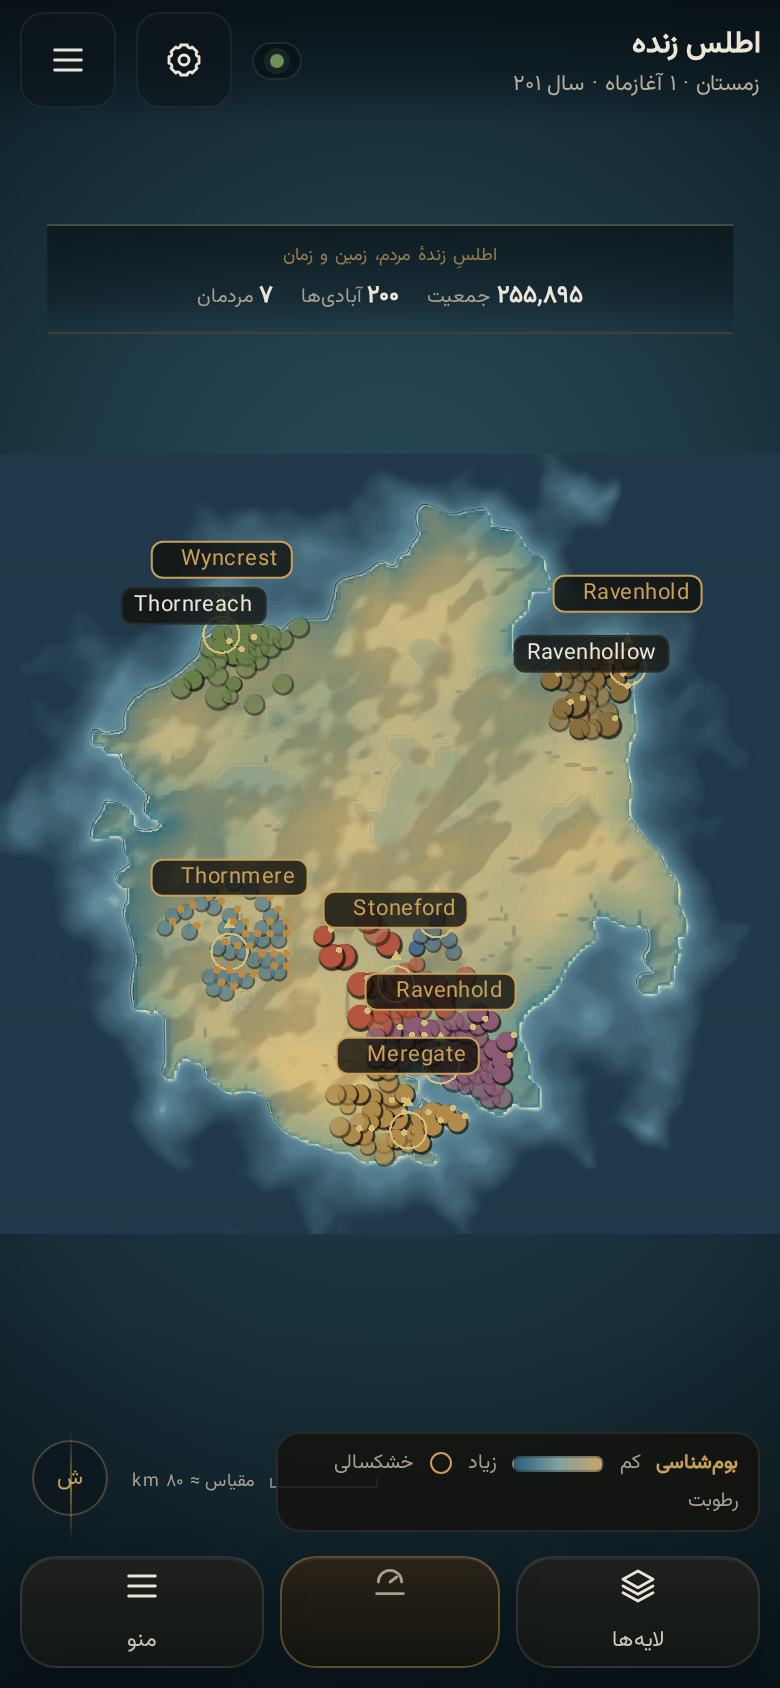 اطلس زنده
زمستان · ۱ آغازماه · سال ۲۰۱
اطلسِ زندهٔ مردم، زمین و زمان
۲۵۵,۸۹۵ جمعیت ۲۰۰ آبادی‌ها ۷ مردمان
Wyncrest
Thornreach
Ravenhold
Ravenhollow
Thornmere
Stoneford
Ravenhold
Meregate
بوم‌شناسی کم زیاد خشکسالی
رطوبت
مقیاس ≈ ۸۰ km
ش
لایه‌ها
منو